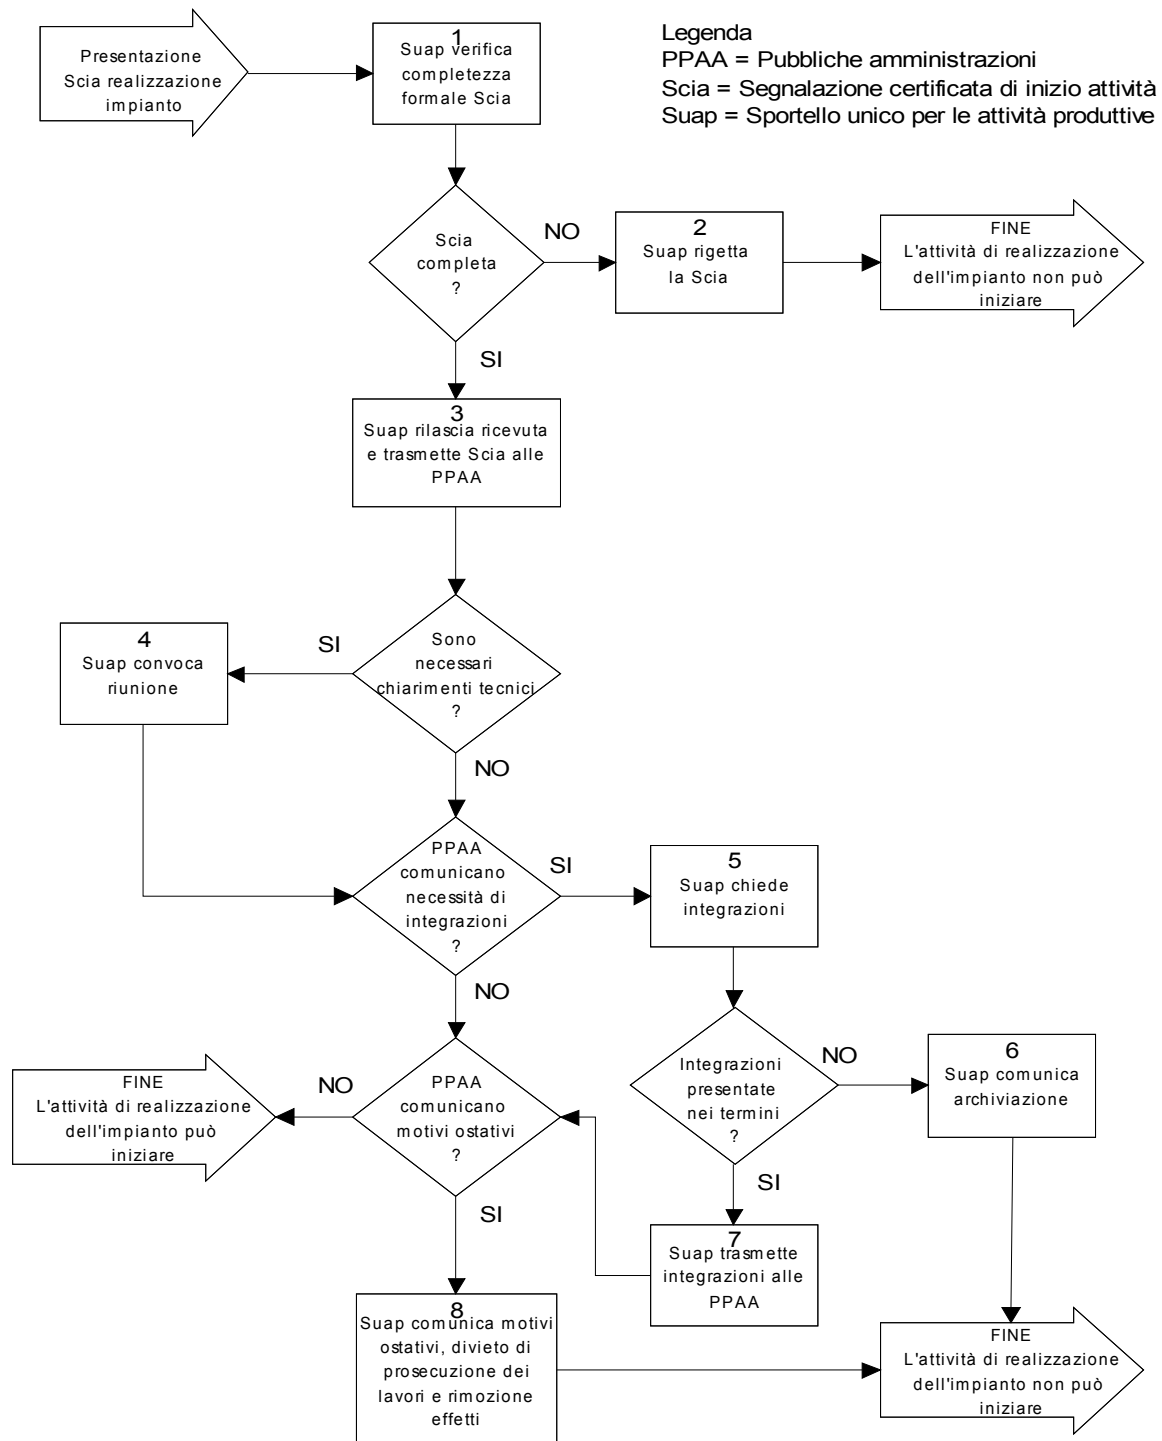 Legenda
PPAA = Pubbliche amministrazioni
Scia = Segnalazione certificata di inizio attività
Suap = Sportello unico per le attività produttive
Presentazione
Scia realizzazione
impianto
1
Suap verifica
completezza
formale Scia
Scia
completa
?
NO
2
Suap rigetta
la Scia
FINE
L'attività di realizzazione
dell'impianto non può
iniziare
SI
3
Suap rilascia ricevuta
e trasmette Scia alle
PPAA
Sono
necessari
chiarimenti tecnici
?
SI
4
Suap convoca
riunione
NO
PPAA
comunicano
necessità di
integrazioni
?
SI
5
Suap chiede
integrazioni
NO
Integrazioni
presentate
nei termini
?
NO
6
Suap comunica
archiviazione
PPAA
comunicano
motivi ostativi
?
NO
FINE
L'attività di realizzazione
dell'impianto può
iniziare
SI
7
Suap trasmette
integrazioni alle
PPAA
SI
8
Suap comunica motivi
ostativi, divieto di
prosecuzione dei
lavori e rimozione
effetti
FINE
L'attività di realizzazione
dell'impianto non può
iniziare